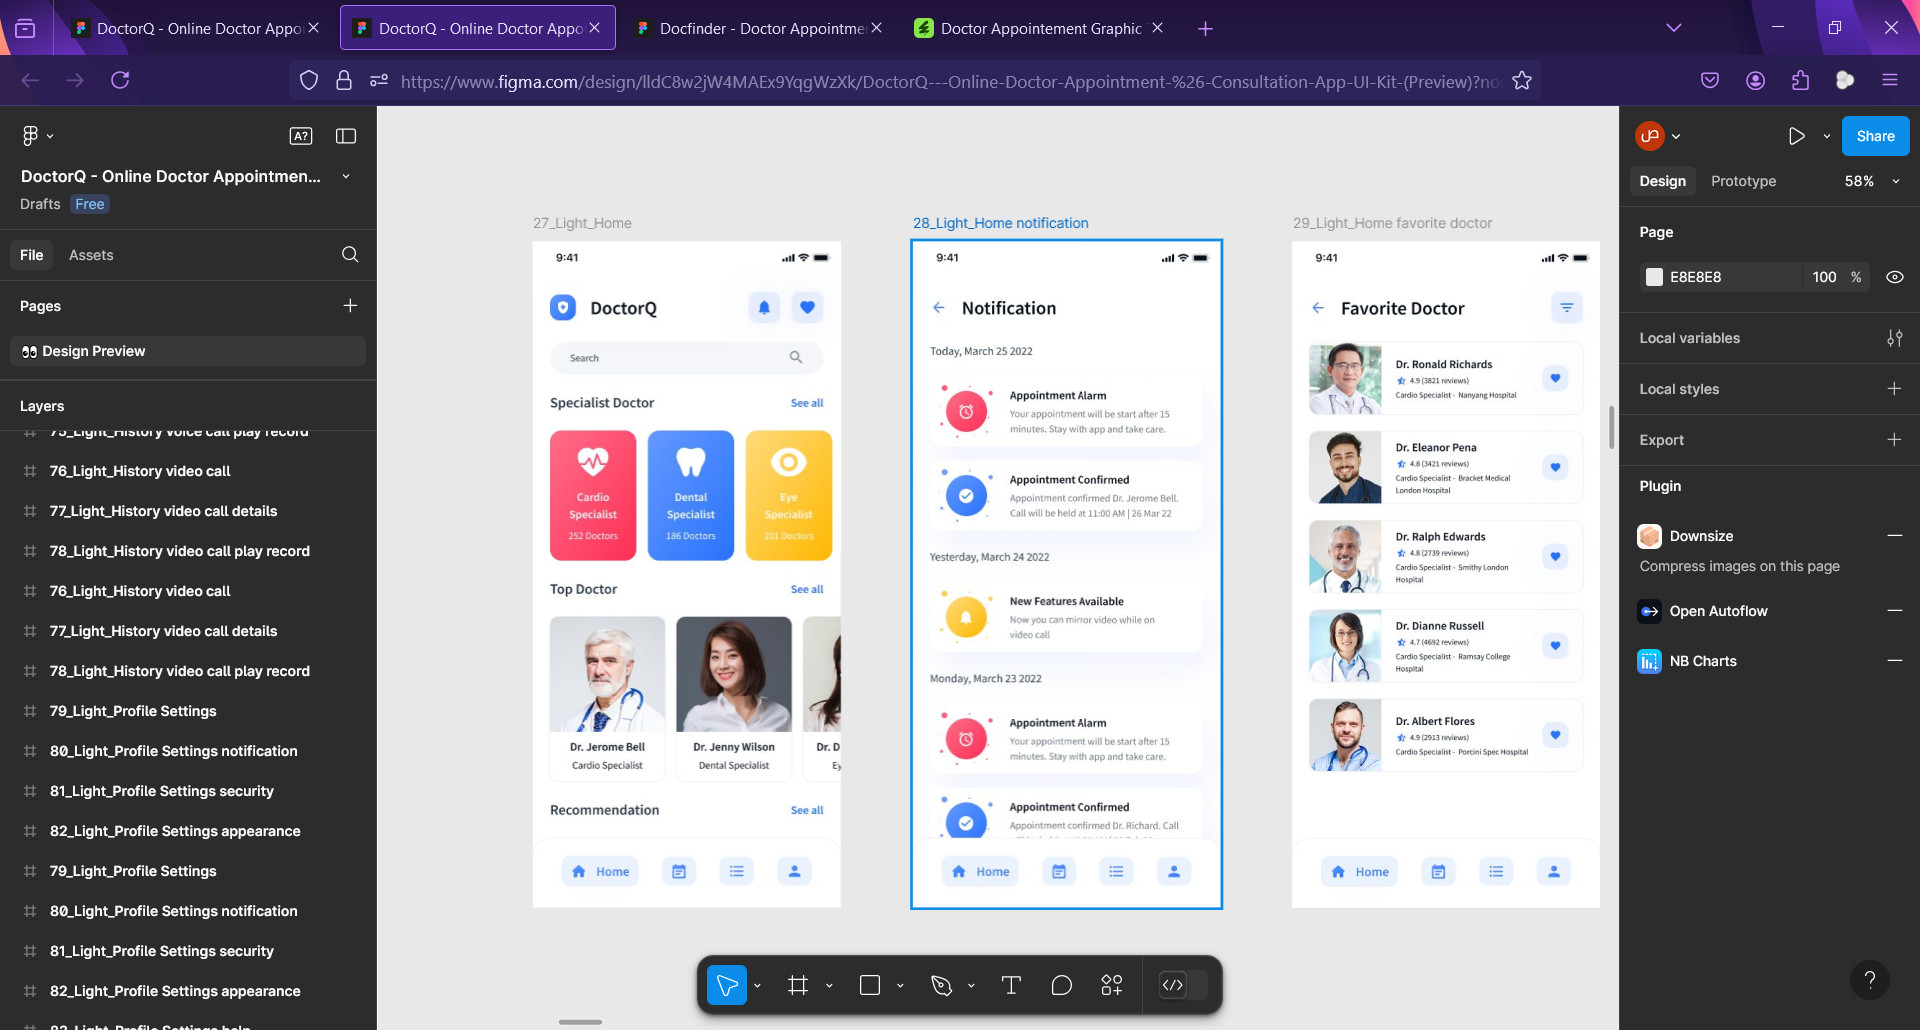 DoctorQ - Online Doctor Appoi
DoctorQ - Online Doctor Appo
Docfinder - Doctor Appointme
Doctor Appointement Graphic
https://www.figma.com/design/lldC8w2jW4MAEx9YqgWzXk/DoctorQ---Online-Doctor-Appointment-%26-Consultation-App-UI-Kit-(Preview)?no
A?
DoctorQ - Online Doctor Appointmen...
Drafts Free
File Assets
Pages
Design Preview
Layers
75_Light_History voice call play record
76_Light_History video call
77_Light_History video call details
78_Light_History video call play record
76_Light_History video call
77_Light_History video call details
78_Light_History video call play record
79_Light_Profile Settings
80_Light_Profile Settings notification
81_Light_Profile Settings security
82_Light_Profile Settings appearance
79_Light_Profile Settings
80_Light_Profile Settings notification
81_Light_Profile Settings security
82_Light_Profile Settings appearance
27_Light_Home
9:41
DoctorQ
Search
Specialist Doctor See all
Cardio Specialist
252 Doctors
Dental Specialist
186 Doctors
Eye Specialist
201 Doctors
Top Doctor See all
Dr. Jerome Bell
Cardio Specialist
Dr. Jenny Wilson
Dental Specialist
Dr. D
Ey
Recommendation See all
Home
28_Light_Home notification
9:41
Notification
Today, March 25 2022
Appointment Alarm
Your appointment will be start after 15
minutes. Stay with app and take care.
Appointment Confirmed
Appointment confirmed Dr. Jerome Bell.
Call will be held at 11:00 AM | 26 Mar 22
Yesterday, March 24 2022
New Features Available
Now you can mirror video while on
video call
Monday, March 23 2022
Appointment Alarm
Your appointment will be start after 15
minutes. Stay with app and take care.
Appointment Confirmed
Appointment confirmed Dr. Richard. Call
Home
29_Light_Home favorite doctor
9:41
Favorite Doctor
Dr. Ronald Richards
4.9 (3821 reviews)
Cardio Specialist - Nanyang Hospital
Dr. Eleanor Pena
4.8 (3421 reviews)
Cardio Specialist - Bracket Medical
London Hospital
Dr. Ralph Edwards
4.8 (2739 reviews)
Cardio Specialist - Smithy London
Hospital
Dr. Dianne Russell
4.7 (4692 reviews)
Cardio Specialist - Ramsay College
Hospital
Dr. Albert Flores
4.9 (2913 reviews)
Cardio Specialist - Porcini Spec Hospital
Home
ص
Share
Design Prototype 58%
Page
E8E8E8 100 %
Local variables
Local styles
Export
Plugin
Downsize
Compress images on this page
Open Autoflow
NB Charts
?